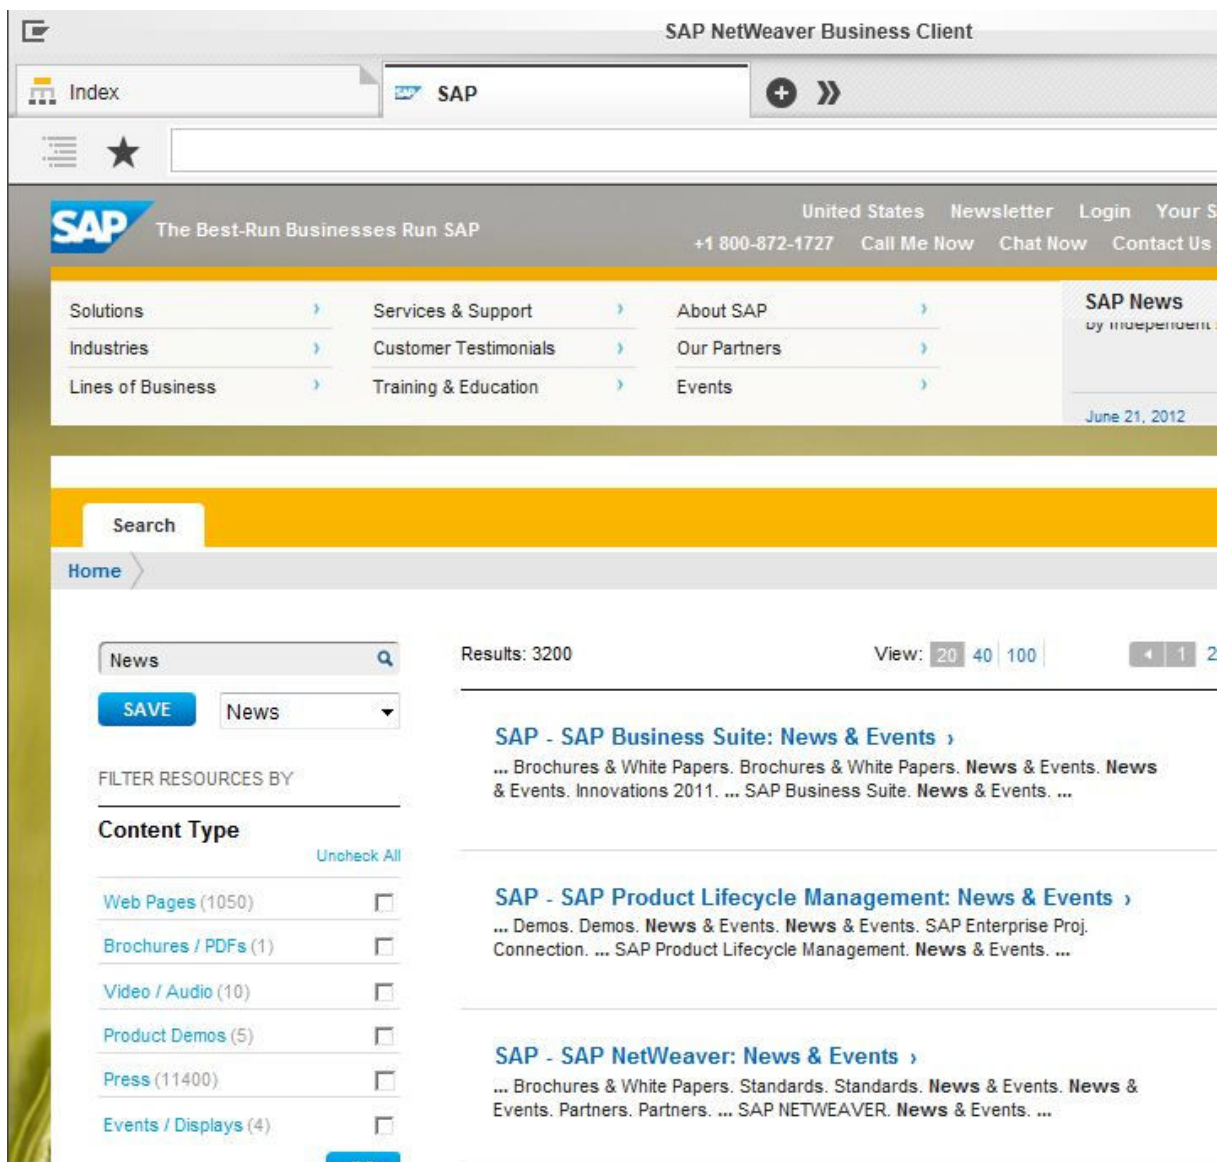 SAP NetWeaver Business Client
Index
SAP
SAP The Best-Run Businesses Run SAP
United States Newsletter Login Your S
+1 800-872-1727 Call Me Now Chat Now Contact Us
Solutions Services & Support About SAP
Industries Customer Testimonials Our Partners
Lines of Business Training & Education Events
SAP News
by Independent
June 21, 2012
Search
Home
News
SAVE News
FILTER RESOURCES BY
Content Type
Uncheck All
Web Pages (1050)
Brochures / PDFs (1)
Video / Audio (10)
Product Demos (5)
Press (11400)
Events / Displays (4)
Results: 3200 View: 20 40 100 1 2
SAP - SAP Business Suite: News & Events ›
... Brochures & White Papers. Brochures & White Papers. News & Events. News
& Events. Innovations 2011. ... SAP Business Suite. News & Events. ...
SAP - SAP Product Lifecycle Management: News & Events ›
... Demos. Demos. News & Events. News & Events. SAP Enterprise Proj.
Connection. ... SAP Product Lifecycle Management. News & Events. ...
SAP - SAP NetWeaver: News & Events ›
... Brochures & White Papers. Standards. Standards. News & Events. News &
Events. Partners. Partners. ... SAP NETWEAVER. News & Events. ...